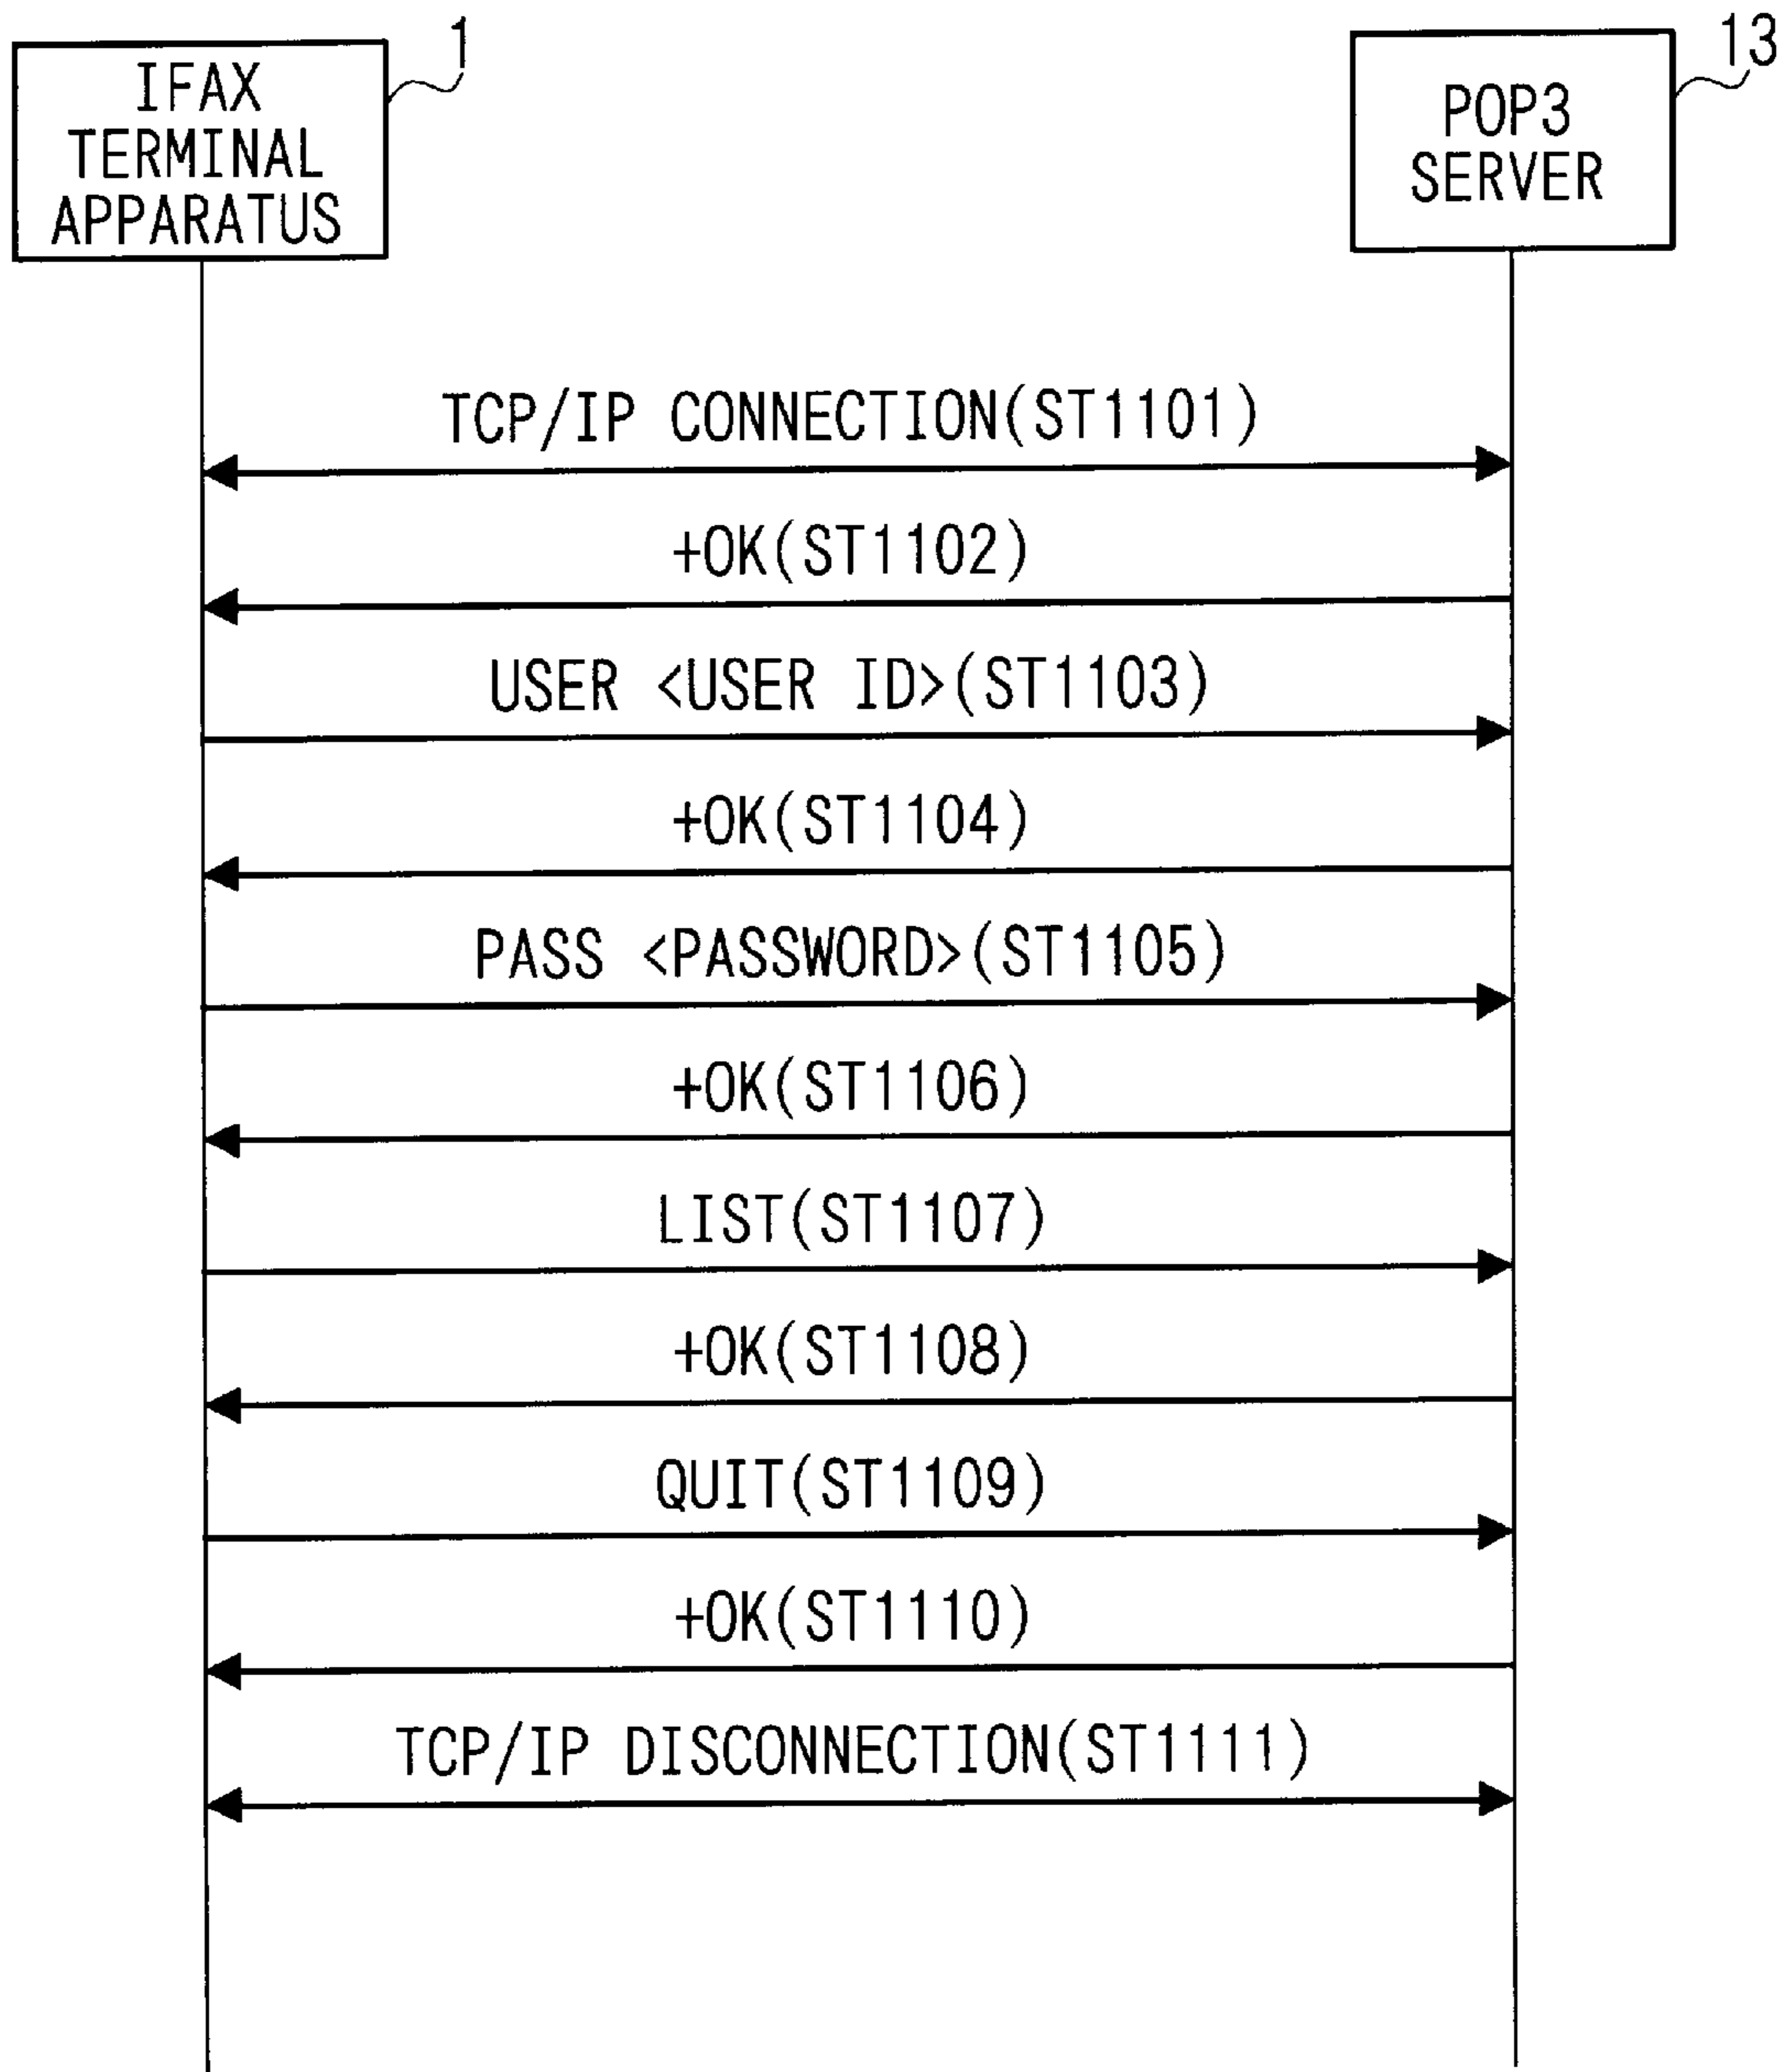 IFAX
TERMINAL
APPARATUS
1
POP3
SERVER
13
TCP/IP CONNECTION(ST1101)
+OK(ST1102)
USER <USER ID>(ST1103)
+OK(ST1104)
PASS <PASSWORD>(ST1105)
+OK(ST1106)
LIST(ST1107)
+OK(ST1108)
QUIT(ST1109)
+OK(ST1110)
TCP/IP DISCONNECTION(ST1111)